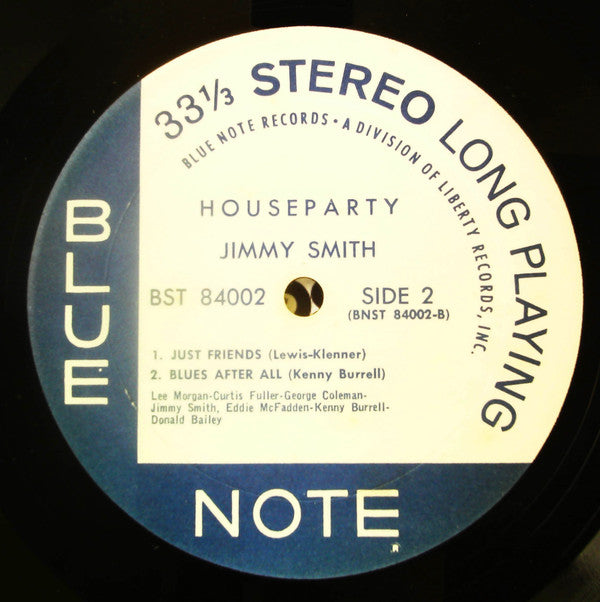 33⅓ STEREO LONG PLAYING
BLUE NOTE RECORDS • A DIVISION OF LIBERTY RECORDS, INC.
HOUSEPARTY
JIMMY SMITH
BST 84002 SIDE 2
(BNST 84002-B)
1. JUST FRIENDS (Lewis-Klenner)
2. BLUES AFTER ALL (Kenny Burrell)
Lee Morgan-Curtis Fuller-George Coleman-
Jimmy Smith, Eddie McFadden-Kenny Burrell-
Donald Bailey
BLUE
NOTE
R